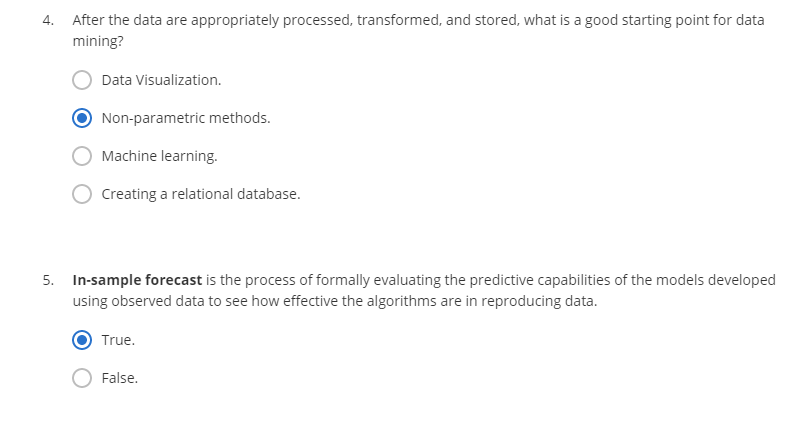 4. After the data are appropriately processed, transformed, and stored, what is a good starting point for data
mining?
Data Visualization.
Non-parametric methods.
Machine learning.
Creating a relational database.
5. In-sample forecast is the process of formally evaluating the predictive capabilities of the models developed
using observed data to see how effective the algorithms are in reproducing data.
True.
False.